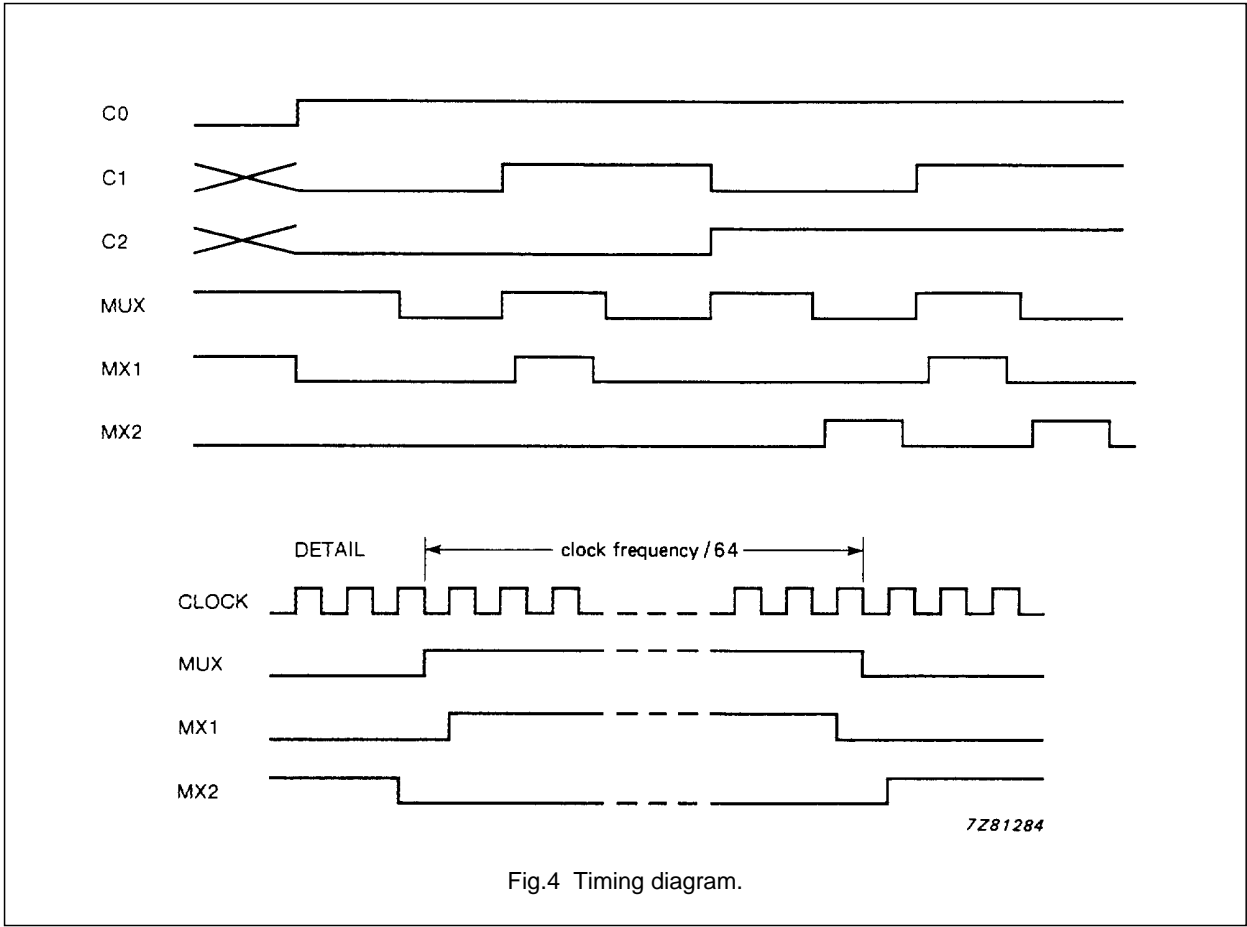 C0
C1
C2
MUX
MX1
MX2
DETAIL
clock frequency/64
CLOCK
MUX
MX1
MX2
7Z81284
Fig.4 Timing diagram.